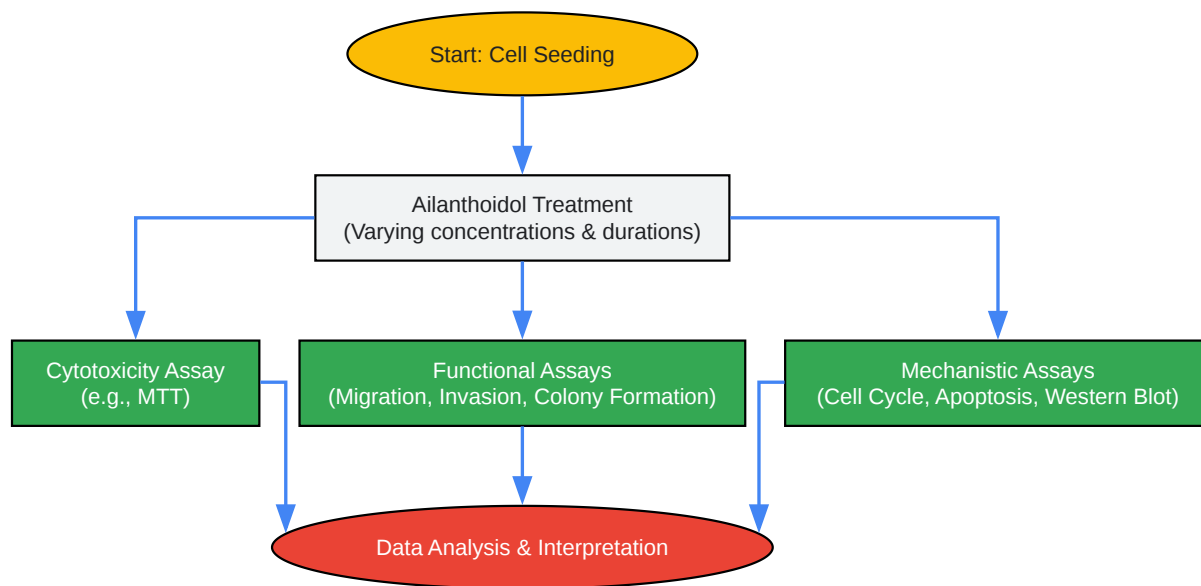 Start: Cell Seeding
Ailanthoidol Treatment
(Varying concentrations & durations)
Cytotoxicity Assay
(e.g., MTT)
Functional Assays
(Migration, Invasion, Colony Formation)
Mechanistic Assays
(Cell Cycle, Apoptosis, Western Blot)
Data Analysis & Interpretation